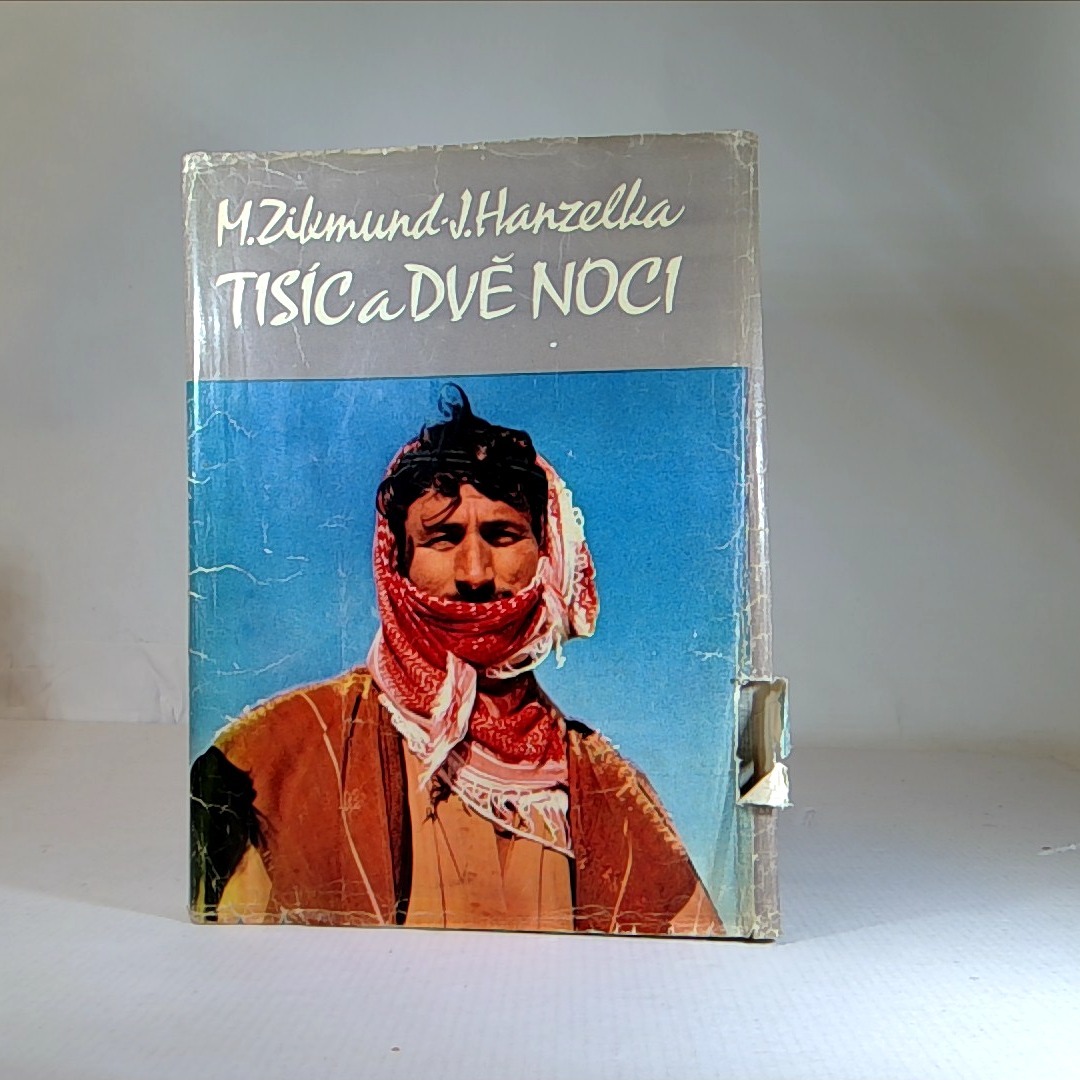 M. Zikmund-J. Hanzelka
TISÍC a DVĚ NOCI